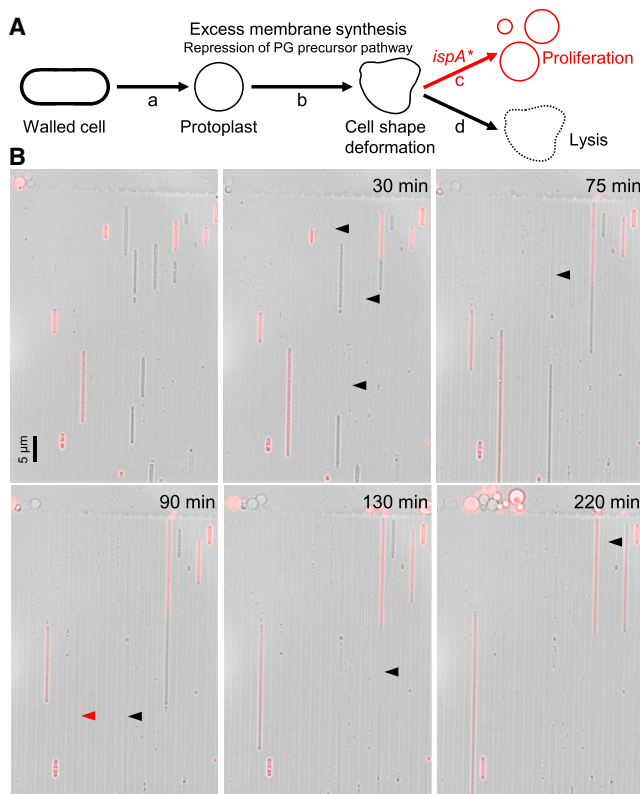 A
Excess membrane synthesis
Repression of PG precursor pathway
ispA*
Proliferation
a
b
c
d
Walled cell
Protoplast
Cell shape
deformation
Lysis
B
30 min
75 min
5 μm
90 min
130 min
220 min